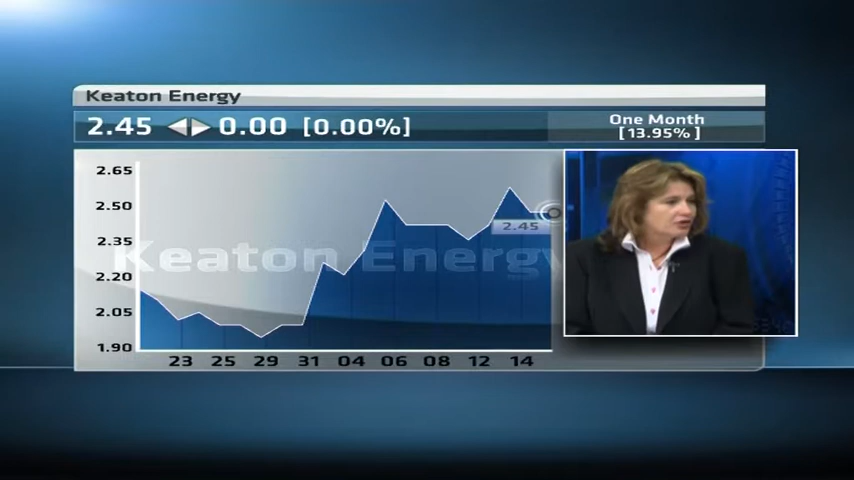 Keaton Energy
2.45 ◀▶ 0.00 [0.00%]
One Month
[13.95%]
2.65
2.50
2.35
2.20
2.05
1.90
2.45
Keaton Energy
23 25 29 31 04 06 08 12 14